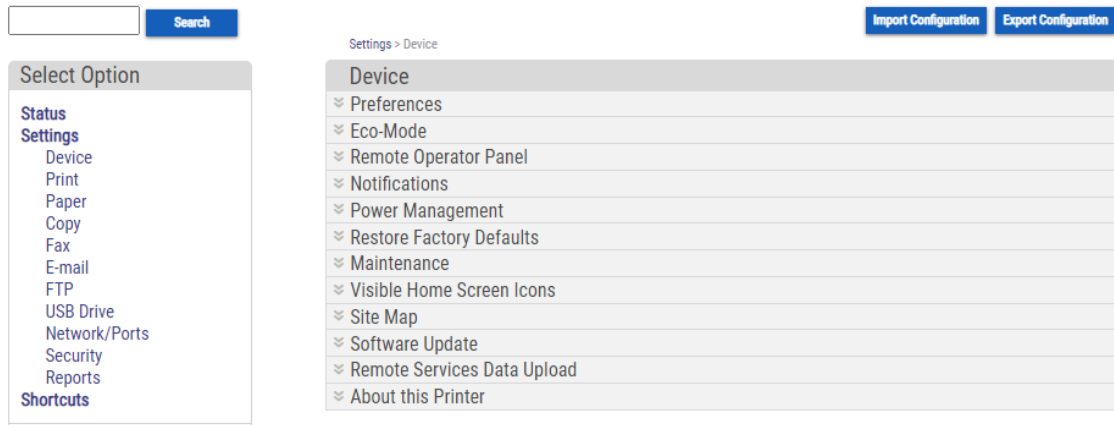 Search
Import Configuration
Export Configuration
Settings > Device
Select Option
Status
Settings
Device
Print
Paper
Copy
Fax
E-mail
FTP
USB Drive
Network/Ports
Security
Reports
Shortcuts
Device
Preferences
Eco-Mode
Remote Operator Panel
Notifications
Power Management
Restore Factory Defaults
Maintenance
Visible Home Screen Icons
Site Map
Software Update
Remote Services Data Upload
About this Printer